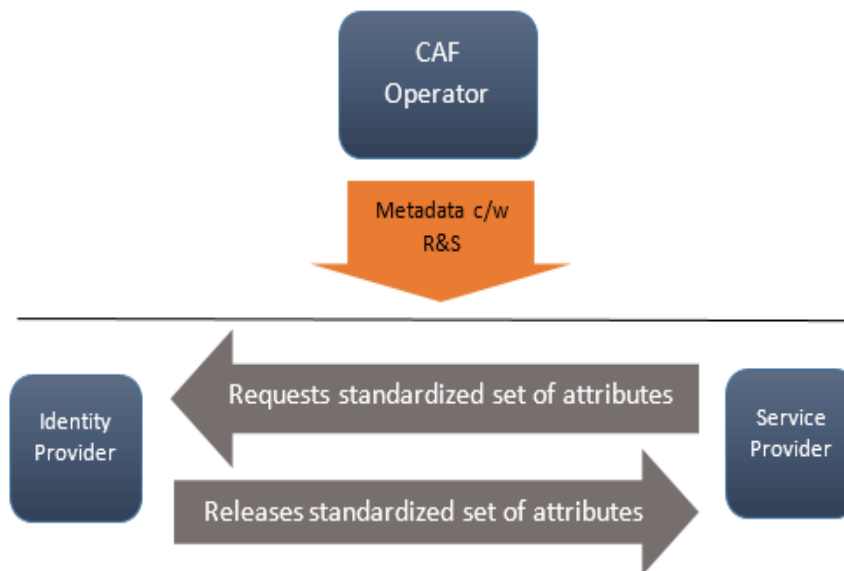 CAF
Operator
Metadata c/w
R&S
Requests standardized set of attributes
Identity
Provider
Service
Provider
Releases standardized set of attributes